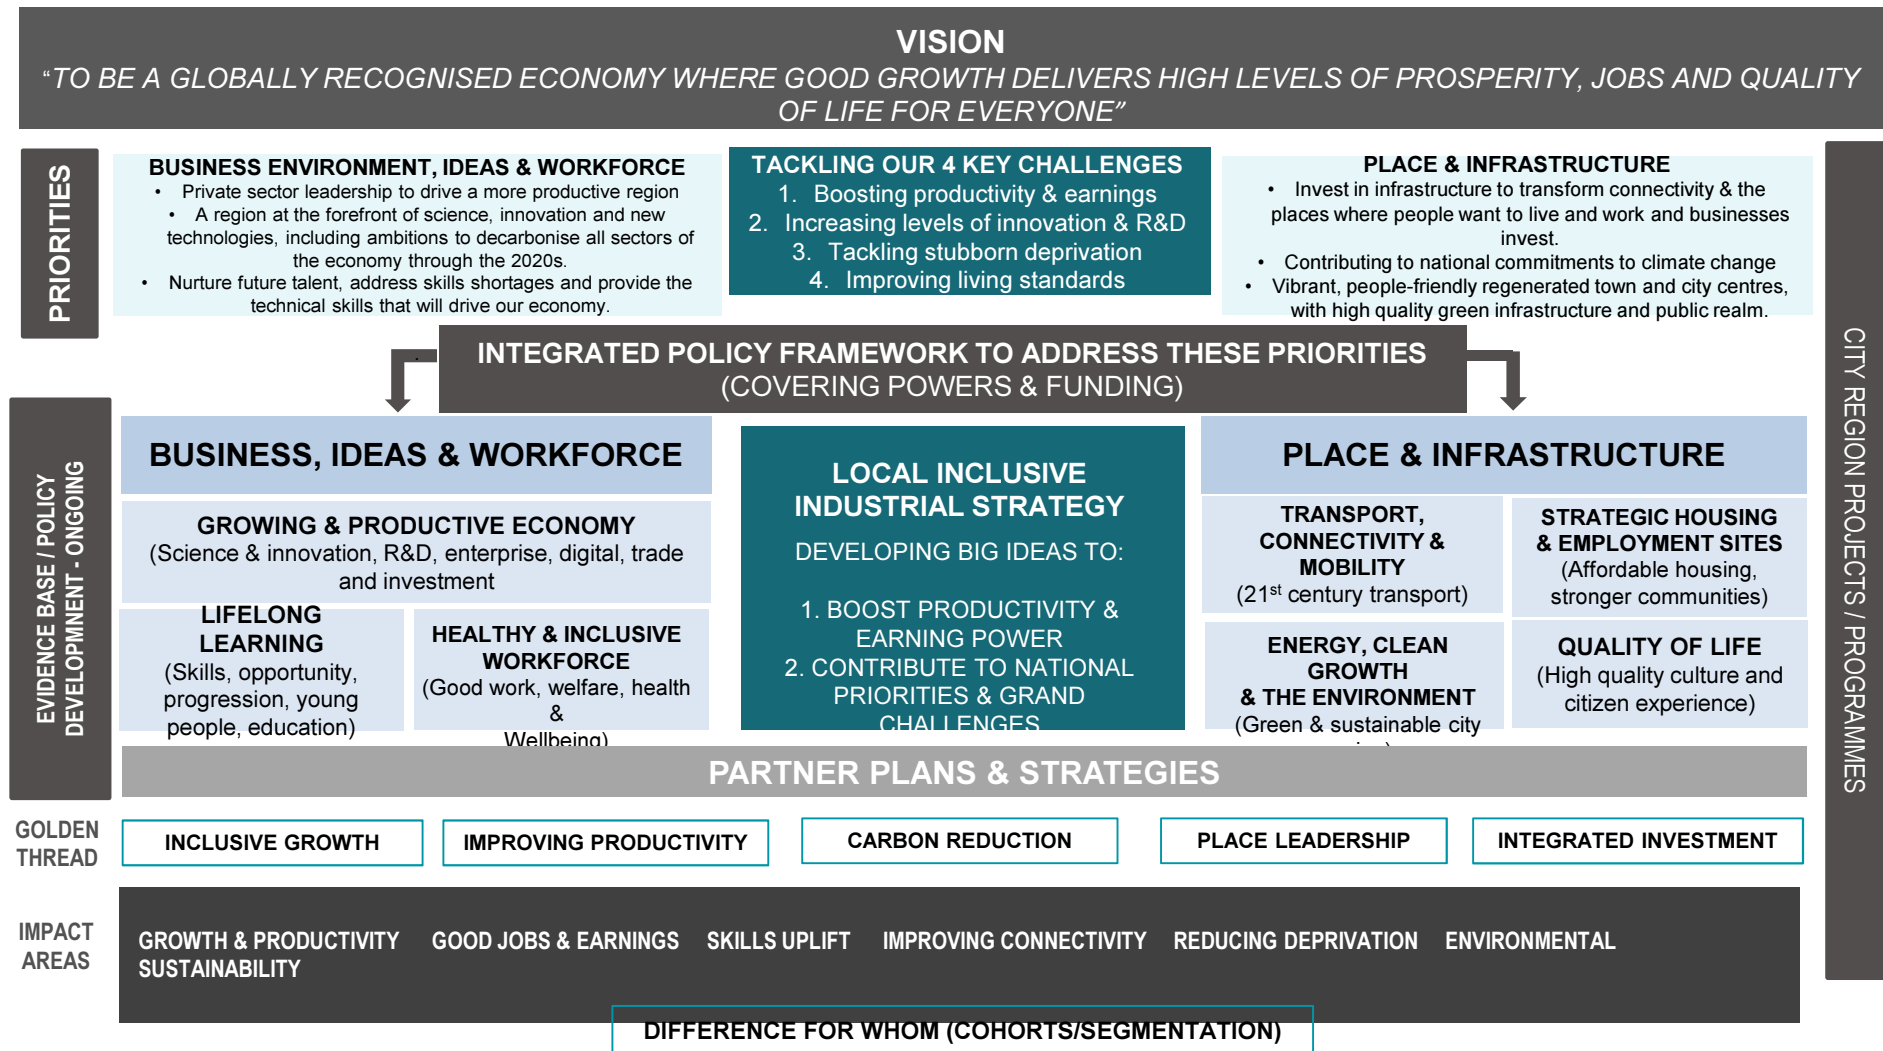 VISION
“TO BE A GLOBALLY RECOGNISED ECONOMY WHERE GOOD GROWTH DELIVERS HIGH LEVELS OF PROSPERITY, JOBS AND QUALITY
OF LIFE FOR EVERYONE”
PRIORITIES
BUSINESS ENVIRONMENT, IDEAS & WORKFORCE
• Private sector leadership to drive a more productive region
• A region at the forefront of science, innovation and new
technologies, including ambitions to decarbonise all sectors of
the economy through the 2020s.
• Nurture future talent, address skills shortages and provide the
technical skills that will drive our economy.
TACKLING OUR 4 KEY CHALLENGES
1. Boosting productivity & earnings
2. Increasing levels of innovation & R&D
3. Tackling stubborn deprivation
4. Improving living standards
PLACE & INFRASTRUCTURE
• Invest in infrastructure to transform connectivity & the
places where people want to live and work and businesses
invest.
• Contributing to national commitments to climate change
• Vibrant, people-friendly regenerated town and city centres,
with high quality green infrastructure and public realm.
CITY REGION PROJECTS / PROGRAMMES
INTEGRATED POLICY FRAMEWORK TO ADDRESS THESE PRIORITIES
(COVERING POWERS & FUNDING)
EVIDENCE BASE / POLICY
DEVELOPMNENT - ONGOING
BUSINESS, IDEAS & WORKFORCE
GROWING & PRODUCTIVE ECONOMY
(Science & innovation, R&D, enterprise, digital, trade
and investment
LIFELONG
LEARNING
(Skills, opportunity,
progression, young
people, education)
HEALTHY & INCLUSIVE
WORKFORCE
(Good work, welfare, health
&
Wellbeing)
LOCAL INCLUSIVE
INDUSTRIAL STRATEGY
DEVELOPING BIG IDEAS TO:
1. BOOST PRODUCTIVITY &
EARNING POWER
2. CONTRIBUTE TO NATIONAL
PRIORITIES & GRAND
CHALLENGES
PLACE & INFRASTRUCTURE
TRANSPORT,
CONNECTIVITY &
MOBILITY
(21st century transport)
STRATEGIC HOUSING
& EMPLOYMENT SITES
(Affordable housing,
stronger communities)
ENERGY, CLEAN
GROWTH
& THE ENVIRONMENT
(Green & sustainable city
QUALITY OF LIFE
(High quality culture and
citizen experience)
PARTNER PLANS & STRATEGIES
GOLDEN
THREAD
INCLUSIVE GROWTH
IMPROVING PRODUCTIVITY
CARBON REDUCTION
PLACE LEADERSHIP
INTEGRATED INVESTMENT
IMPACT
AREAS
GROWTH & PRODUCTIVITY GOOD JOBS & EARNINGS SKILLS UPLIFT IMPROVING CONNECTIVITY REDUCING DEPRIVATION ENVIRONMENTAL
SUSTAINABILITY
DIFFERENCE FOR WHOM (COHORTS/SEGMENTATION)